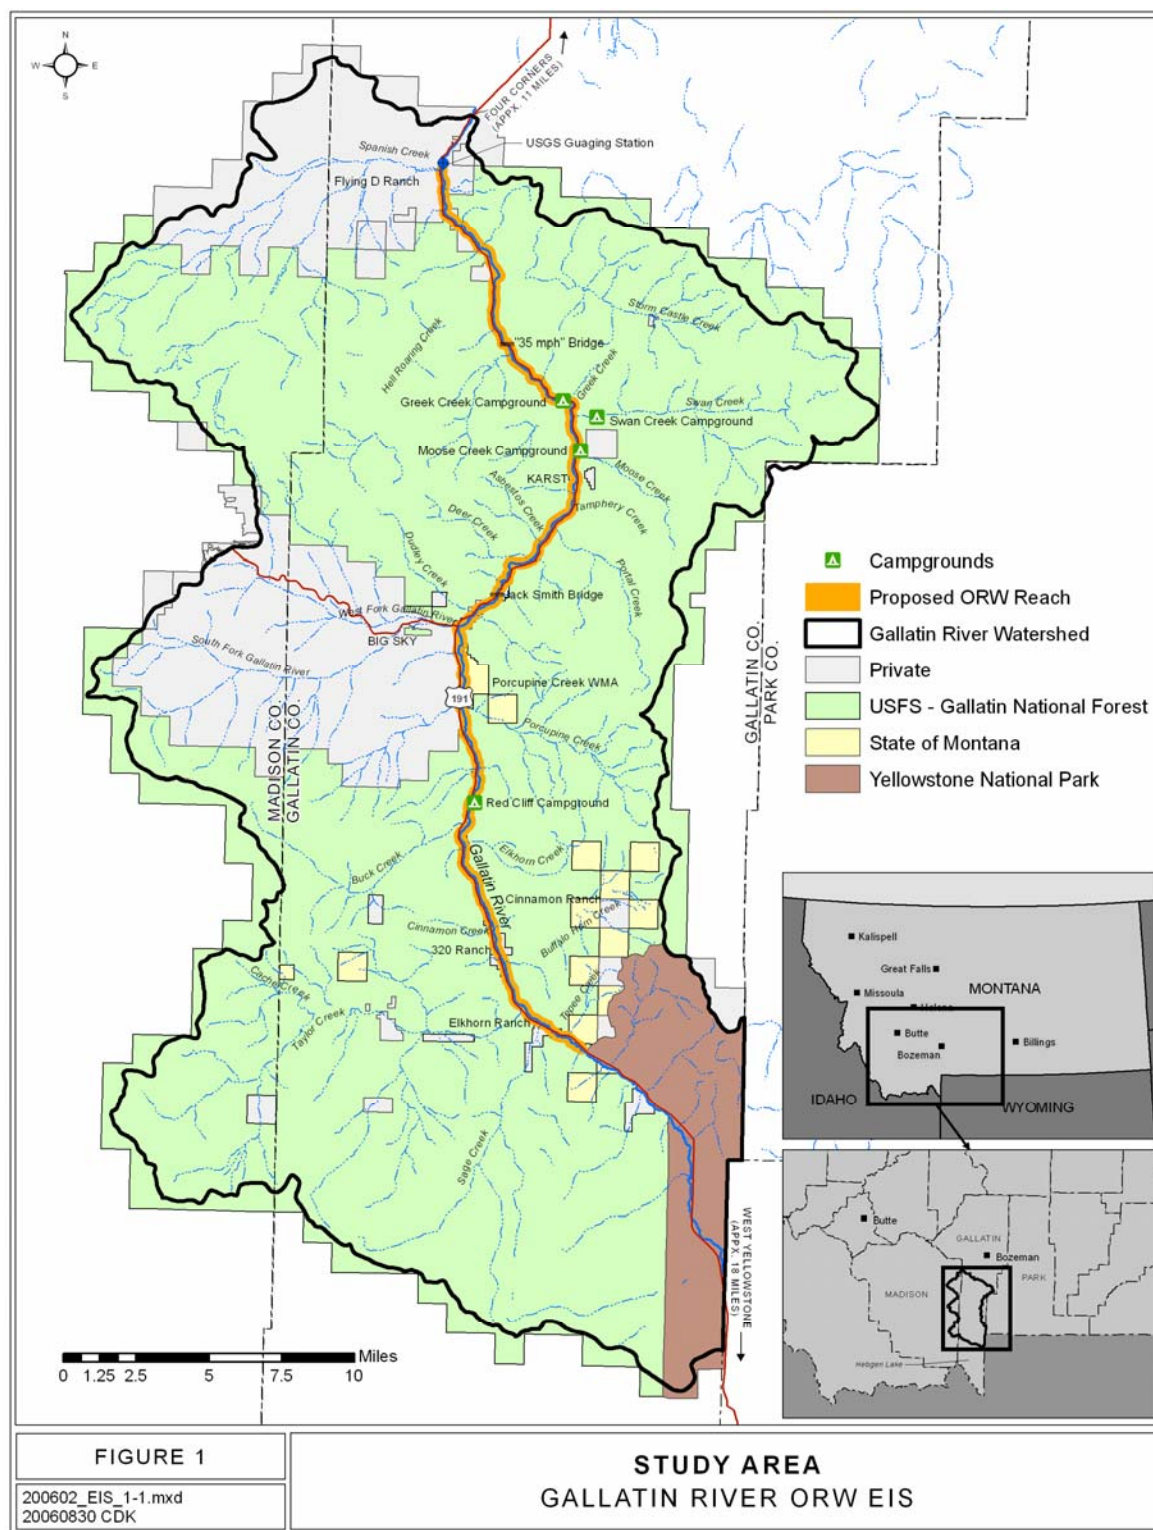 N
W E
S
FOUR CORNERS
(APPX. 11 MILES)
Spanish Creek
USGS Guaging Station
Flying D Ranch
Storm Castle Creek
Hell Roaring Creek
"35 mph" Bridge
Greek Creek
Greek Creek Campground
Swan Creek
Swan Creek Campground
Moose Creek Campground
Moose Creek
KARST
Asbestos Creek
Tamphery Creek
Deer Creek
Dudley Creek
Portal Creek
Jack Smith Bridge
West Fork Gallatin River
BIG SKY
South Fork Gallatin River
Porcupine Creek WMA
191
Porcupine Creek
MADISON CO.
GALLATIN CO.
GALLATIN CO.
PARK CO.
Red Cliff Campground
Gallatin River
Elkhorn Creek
Buck Creek
Cinnamon Ranch
Cinnamon Creek
Buffalo Horn Creek
320 Ranch
Cache Creek
Taylor Creek
Tepee Creek
Elkhorn Ranch
Sage Creek
WEST YELLOWSTONE
(APPX. 18 MILES)
Campgrounds
Proposed ORW Reach
Gallatin River Watershed
Private
USFS - Gallatin National Forest
State of Montana
Yellowstone National Park
Kalispell
Great Falls
Missoula
MONTANA
Helena
Butte
Bozeman
Billings
IDAHO
WYOMING
Butte
GALLATIN
Bozeman
PARK
MADISON
Hebgen Lake
Miles
0 1.25 2.5 5 7.5 10
FIGURE 1
200602_EIS_1-1.mxd
20060830 CDK
STUDY AREA
GALLATIN RIVER ORW EIS